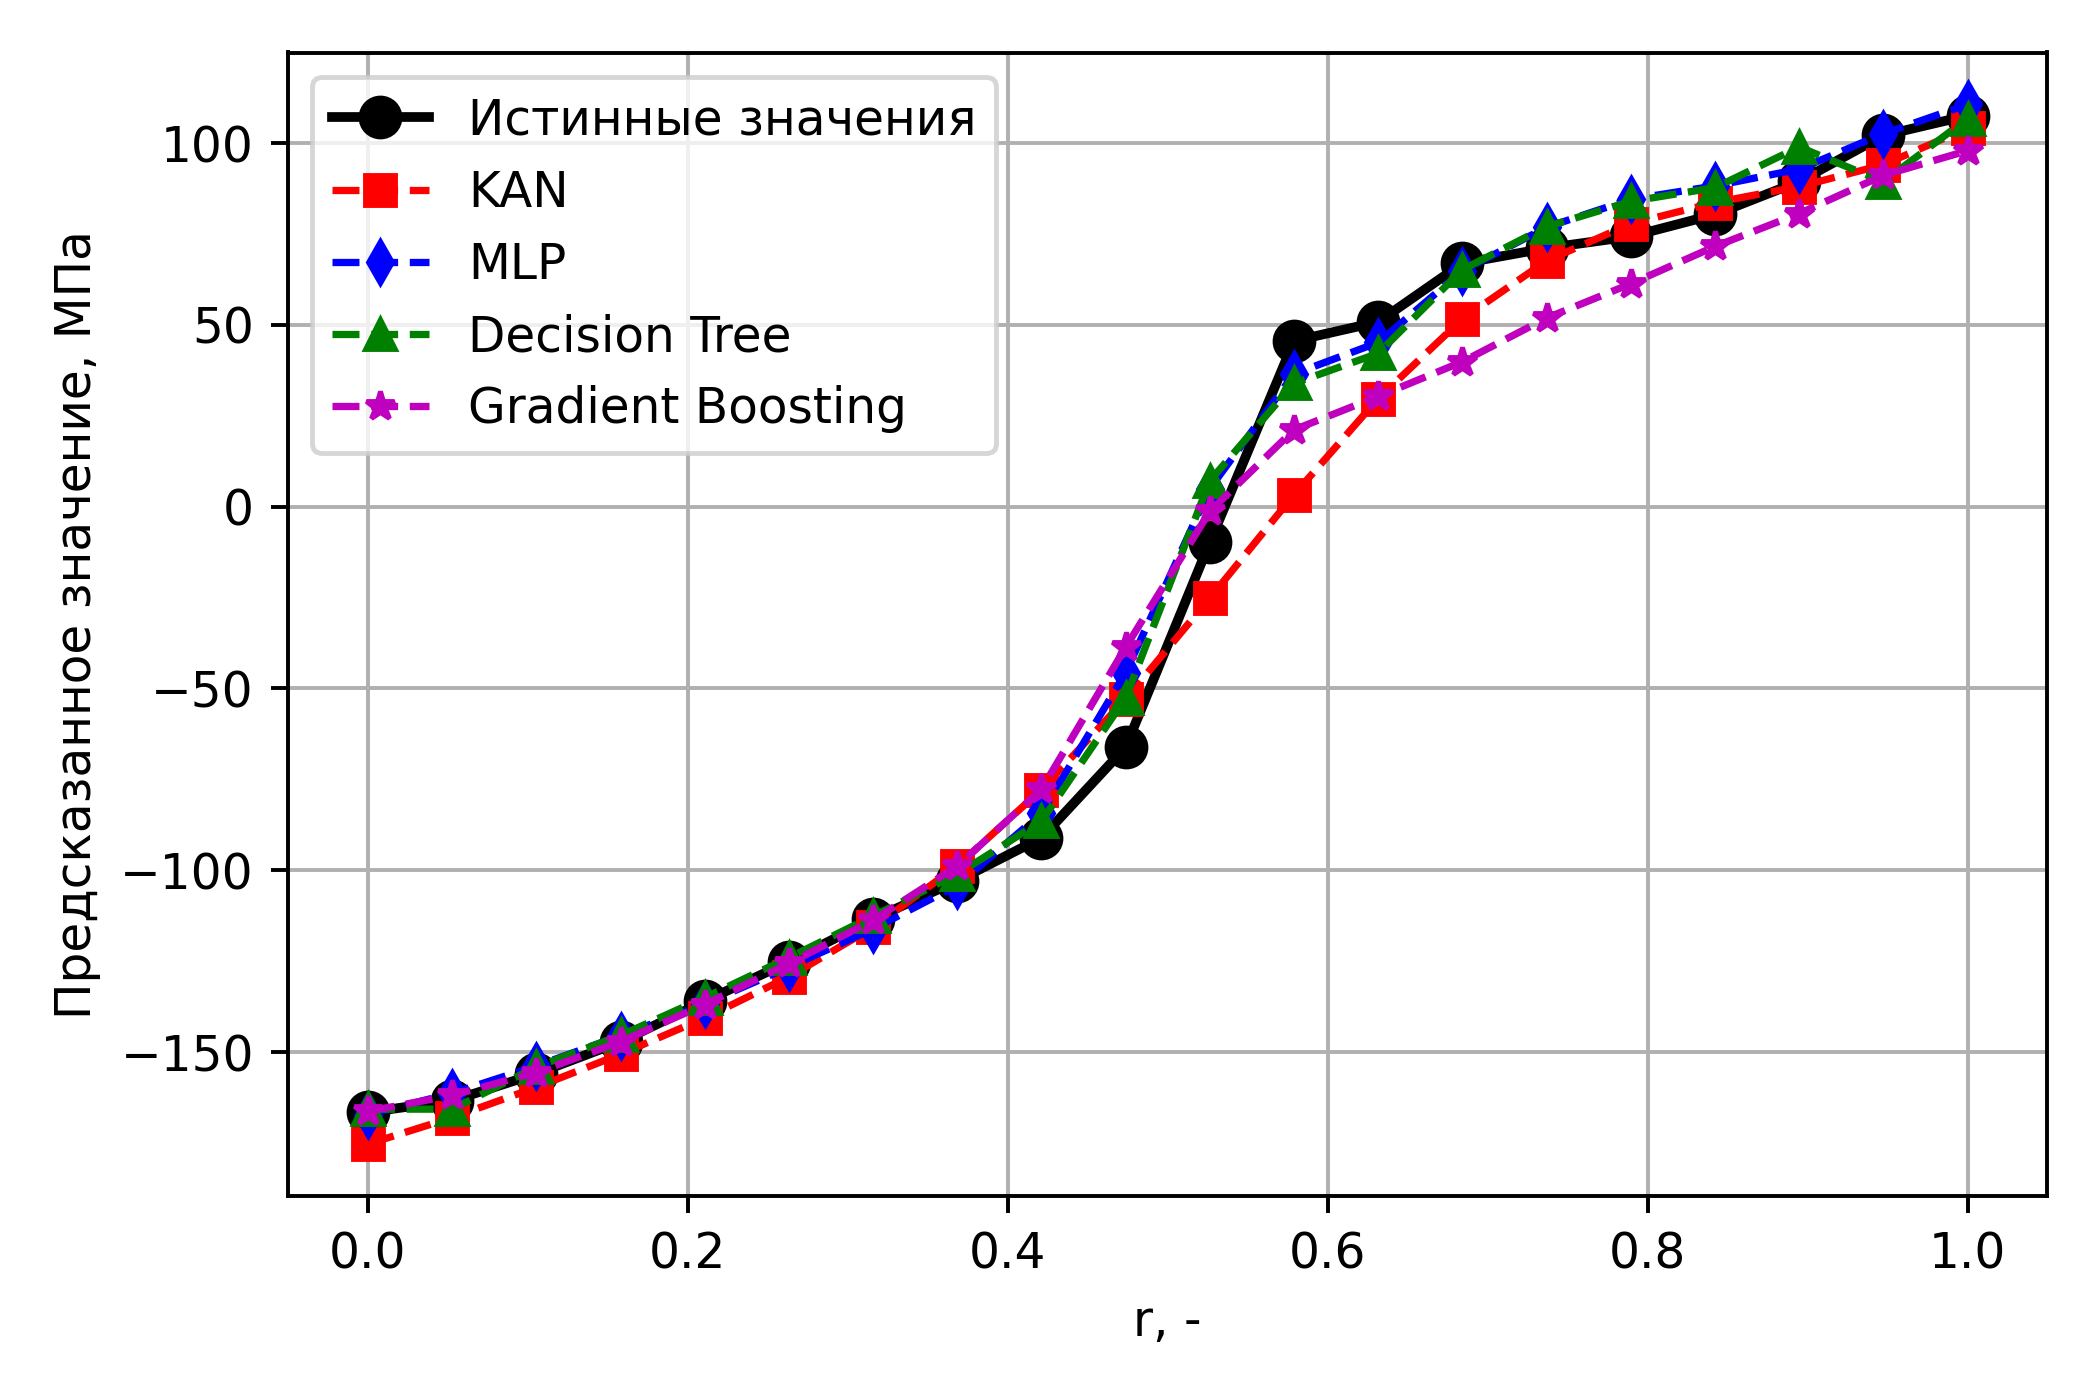 Предсказанное значение, МПа
100
50
0
−50
−100
−150
Истинные значения
KAN
MLP
Decision Tree
Gradient Boosting
0.0 0.2 0.4 0.6 0.8 1.0
r, -